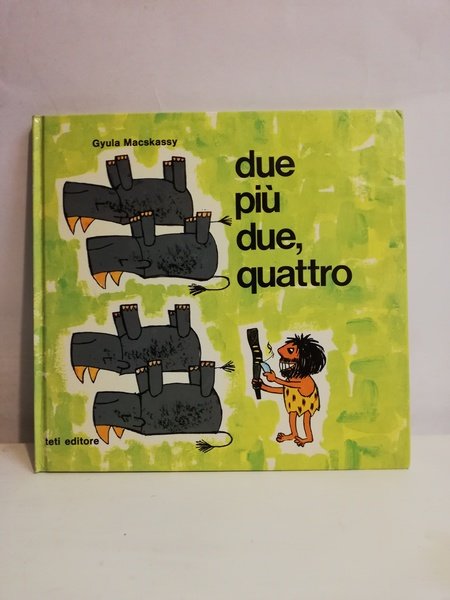 Gyula Macskassy
due
più
due,
quattro
teti editore